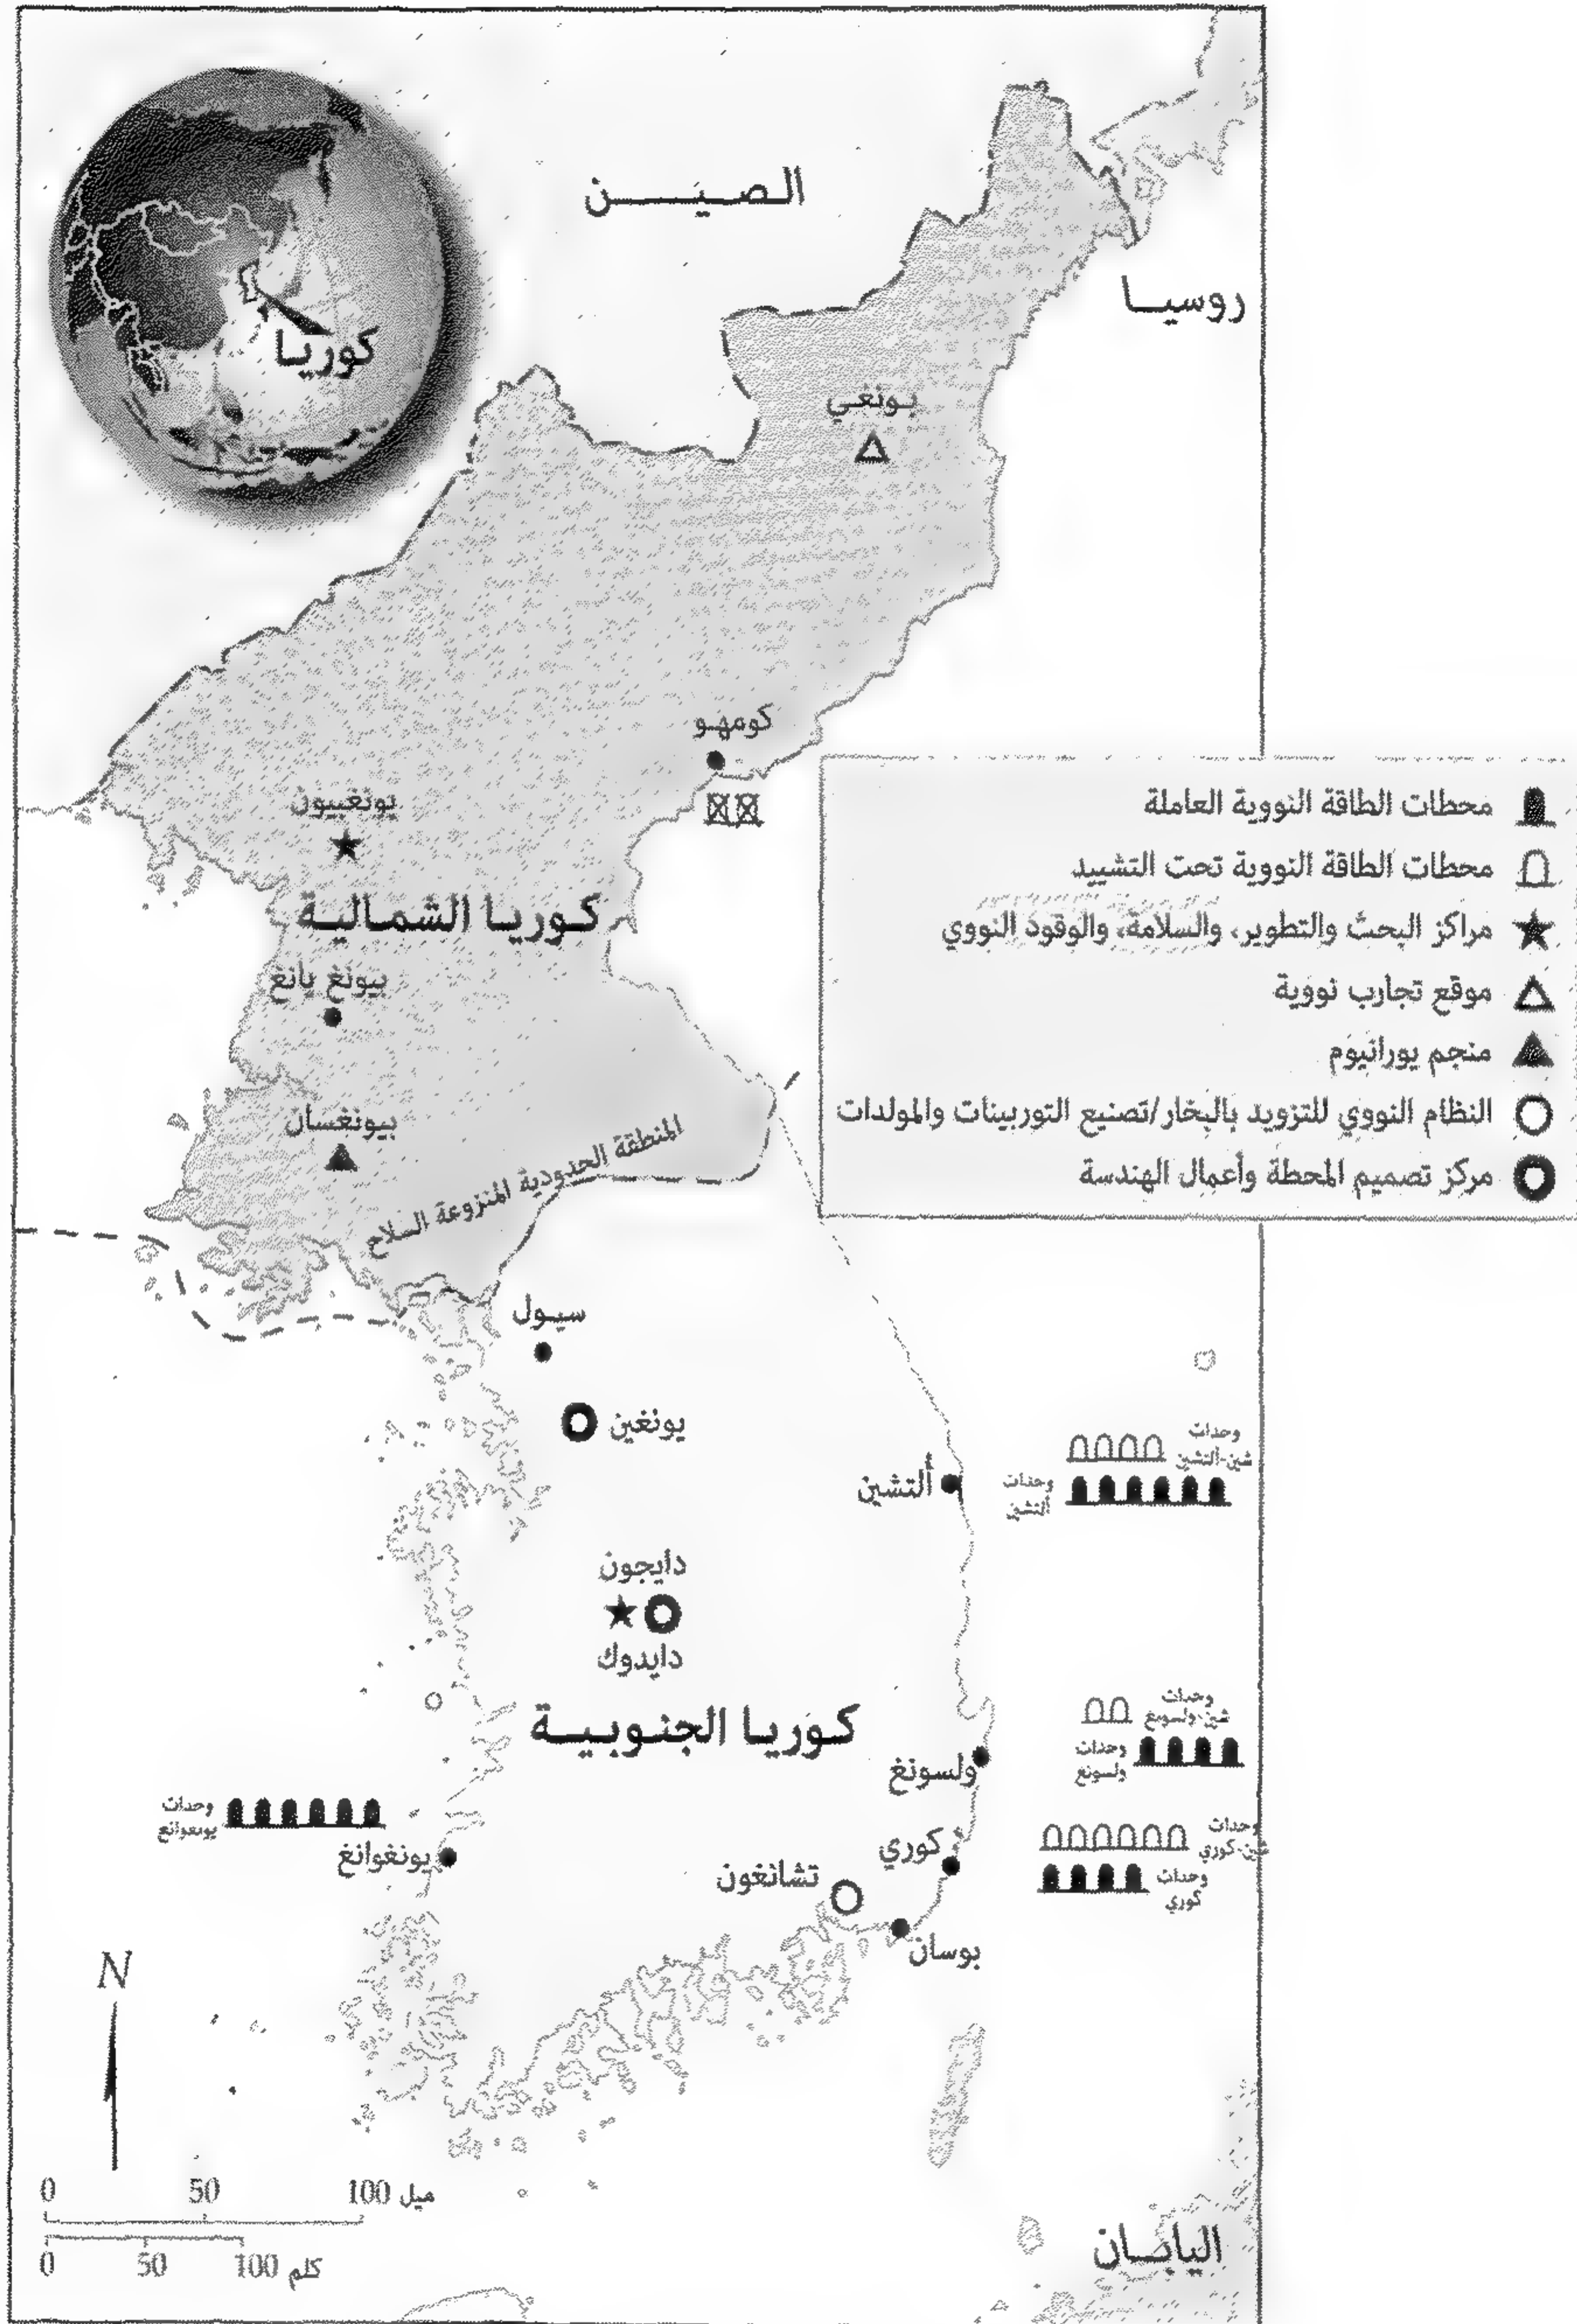 الصين
روسيا
كوريا
بونغي
كومهو
يونغبيون
كوريا الشمالية
بيونغ يانغ
بيونغسان
المنطقة الحدودية المنزوعة السلاح
محطات الطاقة النووية العاملة
محطات الطاقة النووية تحت التشييد
مراكز البحث والتطوير، والسلامة، والوقود النووي
موقع تجارب نووية
منجم يورانيوم
النظام النووي للتزويد بالبخار/تصنيع التوربينات والمولدات
مركز تصميم المحطة وأعمال الهندسة
سيول
يونغين
ألتشين
وحدات
شين-ألتشين
وحدات
ألتشين
دايجون
دايدوك
كوريا الجنوبية
وحدات
شين-ولسونغ
ولسونغ
وحدات
ولسونغ
وحدات
يونغوانغ
يونغوانغ
كوري
وحدات
شين-كوري
تشانغون
وحدات
كوري
بوسان
N
0 50 100 ميل
0 50 100 كلم
اليابان